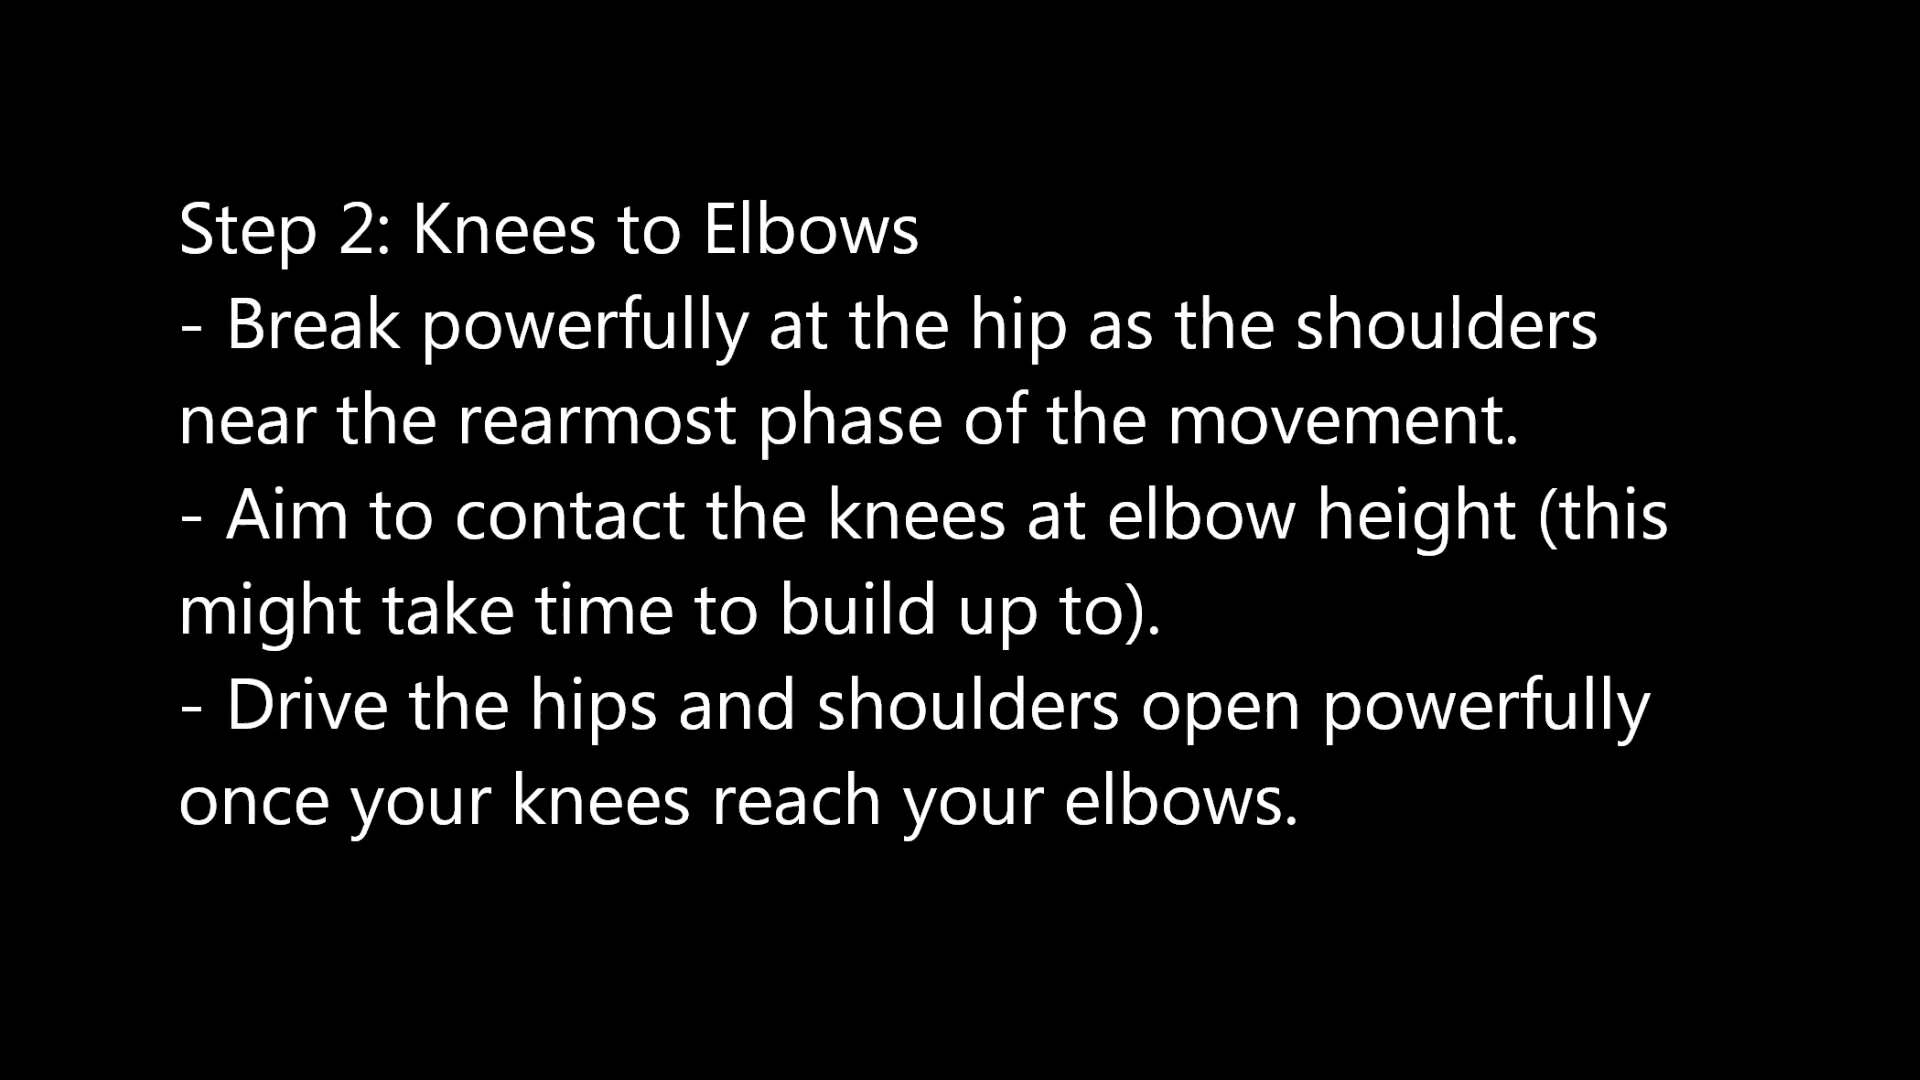 Step 2: Knees to Elbows
- Break powerfully at the hip as the shoulders
near the rearmost phase of the movement.
- Aim to contact the knees at elbow height (this
might take time to build up to).
- Drive the hips and shoulders open powerfully
once your knees reach your elbows.